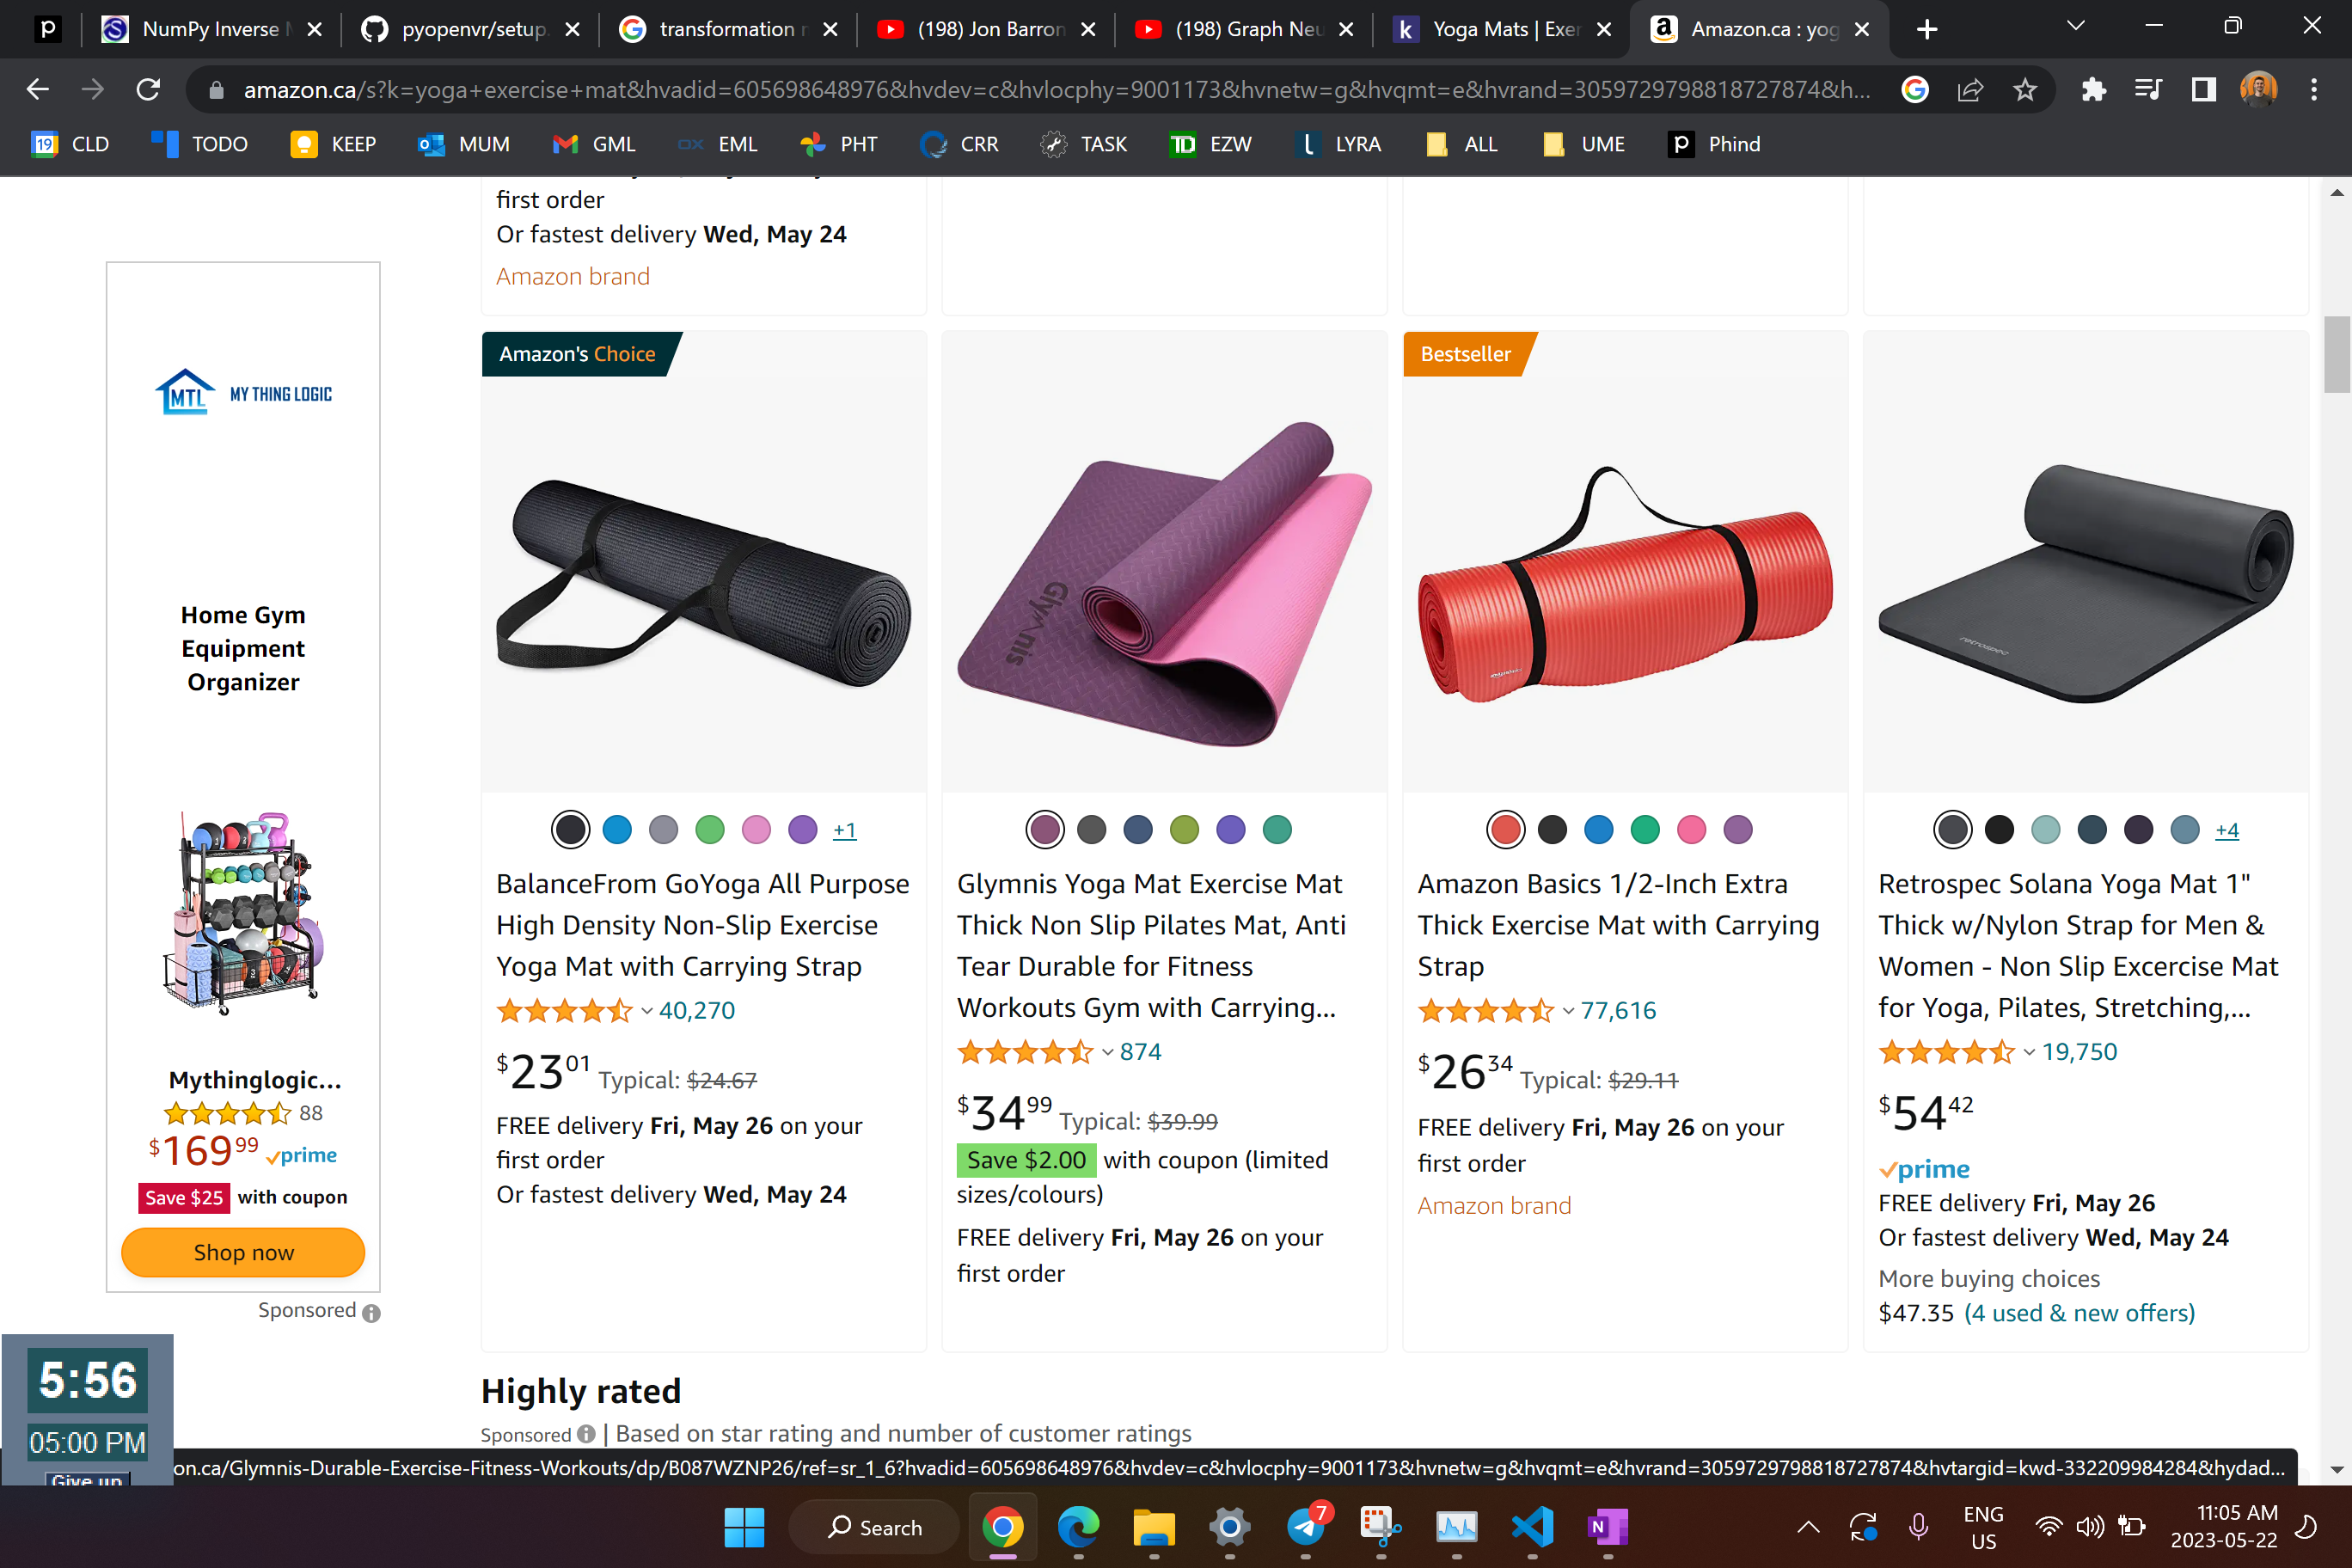 NumPy Inverse
pyopenvr/setup.
transformation
(198) Jon Barron
(198) Graph Neu
Yoga Mats | Exer
Amazon.ca : yog
amazon.ca/s?k=yoga+exercise+mat&hvadid=605698648976&hvdev=c&hvlocphy=9001173&hvnetw=g&hvqmt=e&hvrand=3059729798818727874&h...
19 CLD TODO KEEP MUM GML EML PHT CRR TASK EZW LYRA ALL UME Phind
first order
Or fastest delivery Wed, May 24
Amazon brand
MTL MY THING LOGIC
Home Gym
Equipment
Organizer
Mythinglogic...
88
$169 99 prime
Save $25 with coupon
Shop now
Sponsored
Amazon's Choice
+1
BalanceFrom GoYoga All Purpose
High Density Non-Slip Exercise
Yoga Mat with Carrying Strap
40,270
$23 01 Typical: $24.67
FREE delivery Fri, May 26 on your
first order
Or fastest delivery Wed, May 24
Glymnis
Glymnis Yoga Mat Exercise Mat
Thick Non Slip Pilates Mat, Anti
Tear Durable for Fitness
Workouts Gym with Carrying...
874
$34 99 Typical: $39.99
Save $2.00 with coupon (limited
sizes/colours)
FREE delivery Fri, May 26 on your
first order
Bestseller
Amazon Basics 1/2-Inch Extra
Thick Exercise Mat with Carrying
Strap
77,616
$26 34 Typical: $29.11
FREE delivery Fri, May 26 on your
first order
Amazon brand
retrospec
+4
Retrospec Solana Yoga Mat 1"
Thick w/Nylon Strap for Men &
Women - Non Slip Excercise Mat
for Yoga, Pilates, Stretching,...
19,750
$54 42
prime
FREE delivery Fri, May 26
Or fastest delivery Wed, May 24
More buying choices
$47.35 (4 used & new offers)
Highly rated
Sponsored | Based on star rating and number of customer ratings
5:56
05:00 PM
Give up
on.ca/Glymnis-Durable-Exercise-Fitness-Workouts/dp/B087WZNP26/ref=sr_1_6?hvadid=605698648976&hvdev=c&hvlocphy=9001173&hvnetw=g&hvqmt=e&hvrand=3059729798818727874&hvtargid=kwd-332209984284&hydad...
Search
7
ENG
US
11:05 AM
2023-05-22